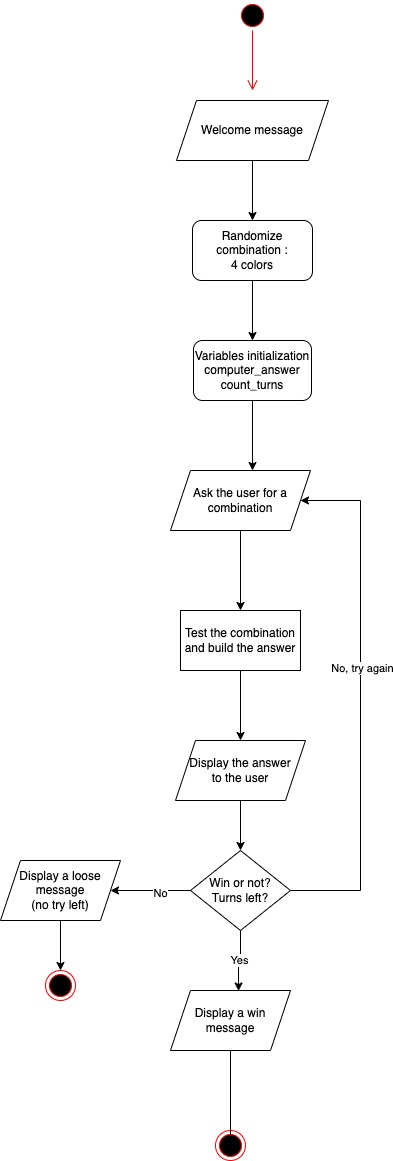 Welcome message
Randomize
combination :
4 colors
Variables initialization
computer_answer
count_turns
Ask the user for a
combination
Test the combination
and build the answer
No, try again
Display the answer
to the user
Win or not?
Turns left?
Display a loose
message
(no try left)
No
Yes
Display a win
message